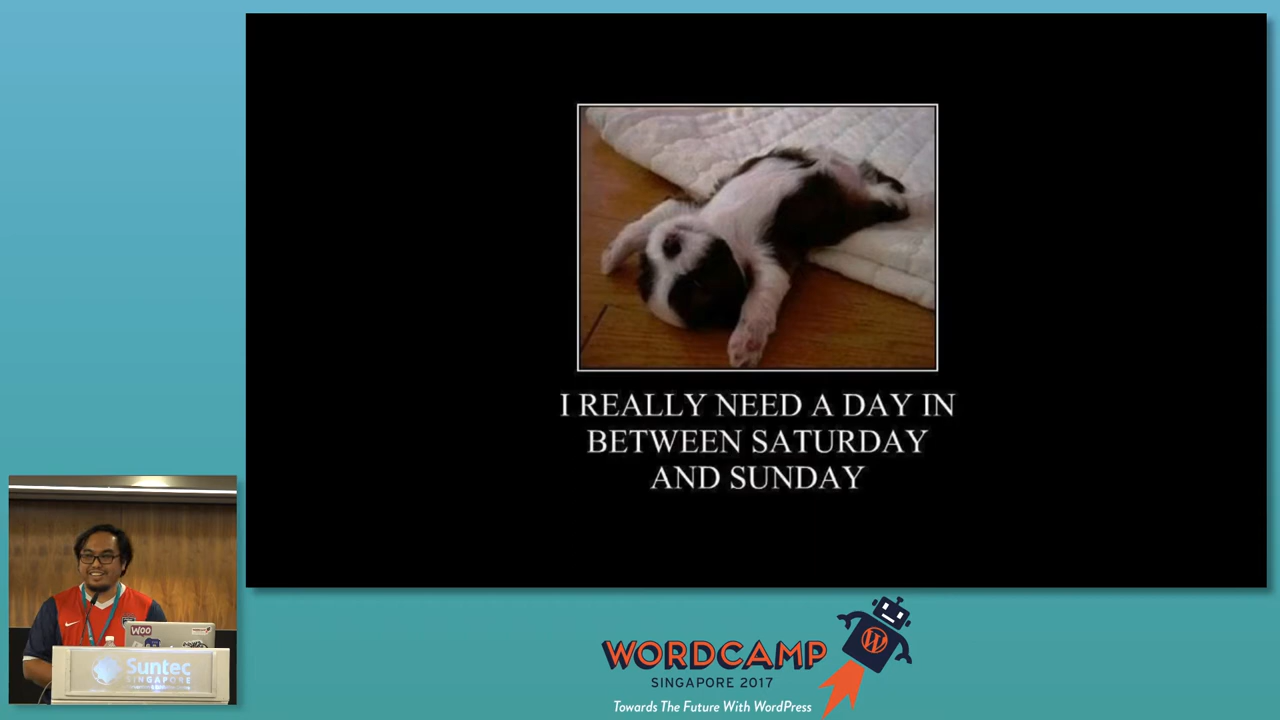 I REALLY NEED A DAY IN
BETWEEN SATURDAY
AND SUNDAY
Woo
Suntec
SINGAPORE
WORDCAMP
SINGAPORE 2017
Towards The Future With WordPress